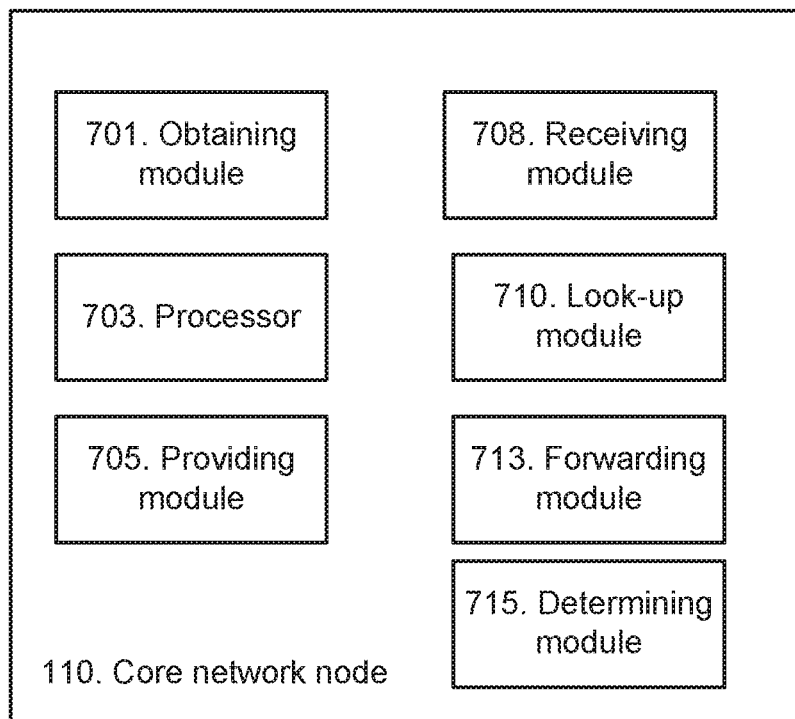 701. Obtaining
module
708. Receiving
module
703. Processor
710. Look-up
module
705. Providing
module
713. Forwarding
module
715. Determining
module
110. Core network node